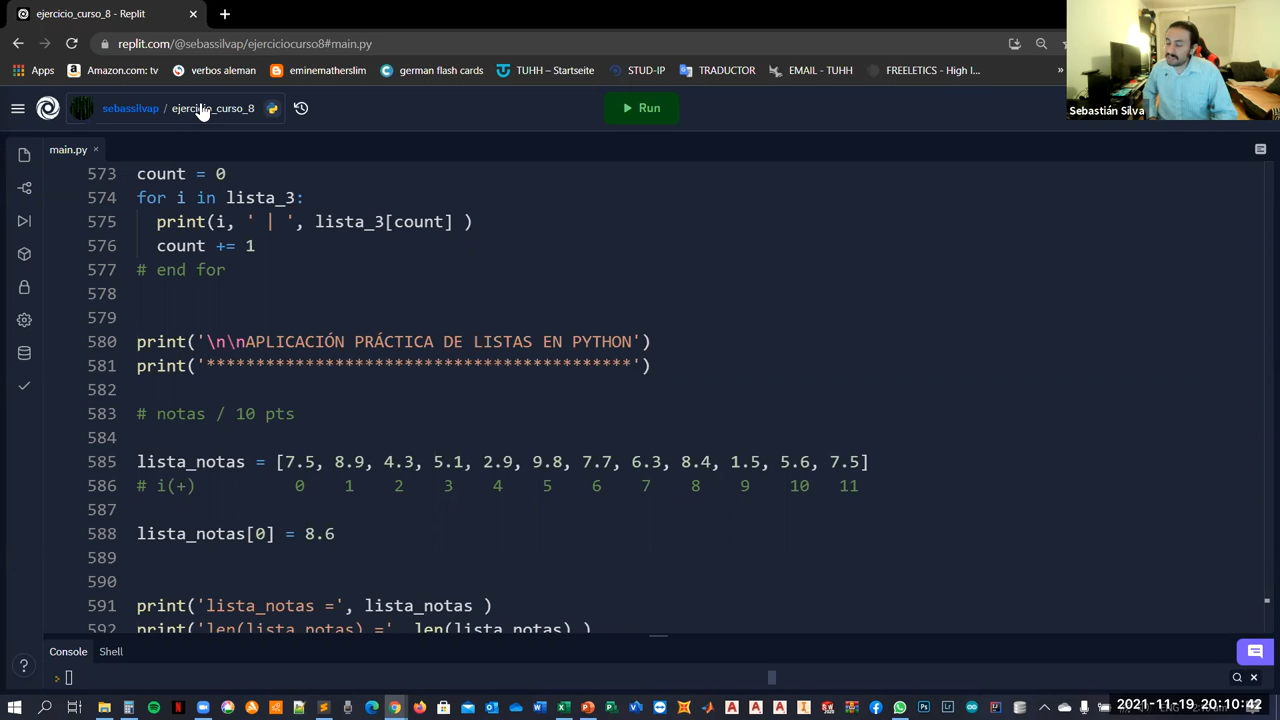 ejercicio_curso_8 - Replit
replit.com/@sebassilvap/ejerciciocurso8#main.py
Apps Amazon.com: tv verbos aleman eminematherslim german flash cords TUHH – Startseite STUD-IP TRADUCTOR EMAIL - TUHH FREELETICS - High I... »
Sebastián Silva
sebassilvap / ejercicio_curso_8 Run
main.py
573 count = 0
574 for i in lista_3:
575 print(i, ' | ', lista_3[count] )
576 count += 1
577 # end for
578
579
580 print('\n\nAPLICACIÓN PRÁCTICA DE LISTAS EN PYTHON')
581 print('*******************************************')
582
583 # notas / 10 pts
584
585 lista_notas = [7.5, 8.9, 4.3, 5.1, 2.9, 9.8, 7.7, 6.3, 8.4, 1.5, 5.6, 7.5]
586 # i(+) 0 1 2 3 4 5 6 7 8 9 10 11
587
588 lista_notas[0] = 8.6
589
590
591 print('lista_notas =', lista_notas )
592 print('len(lista_notas) =', len(lista_notas) )
Console Shell
2021-11-19 20:10:42